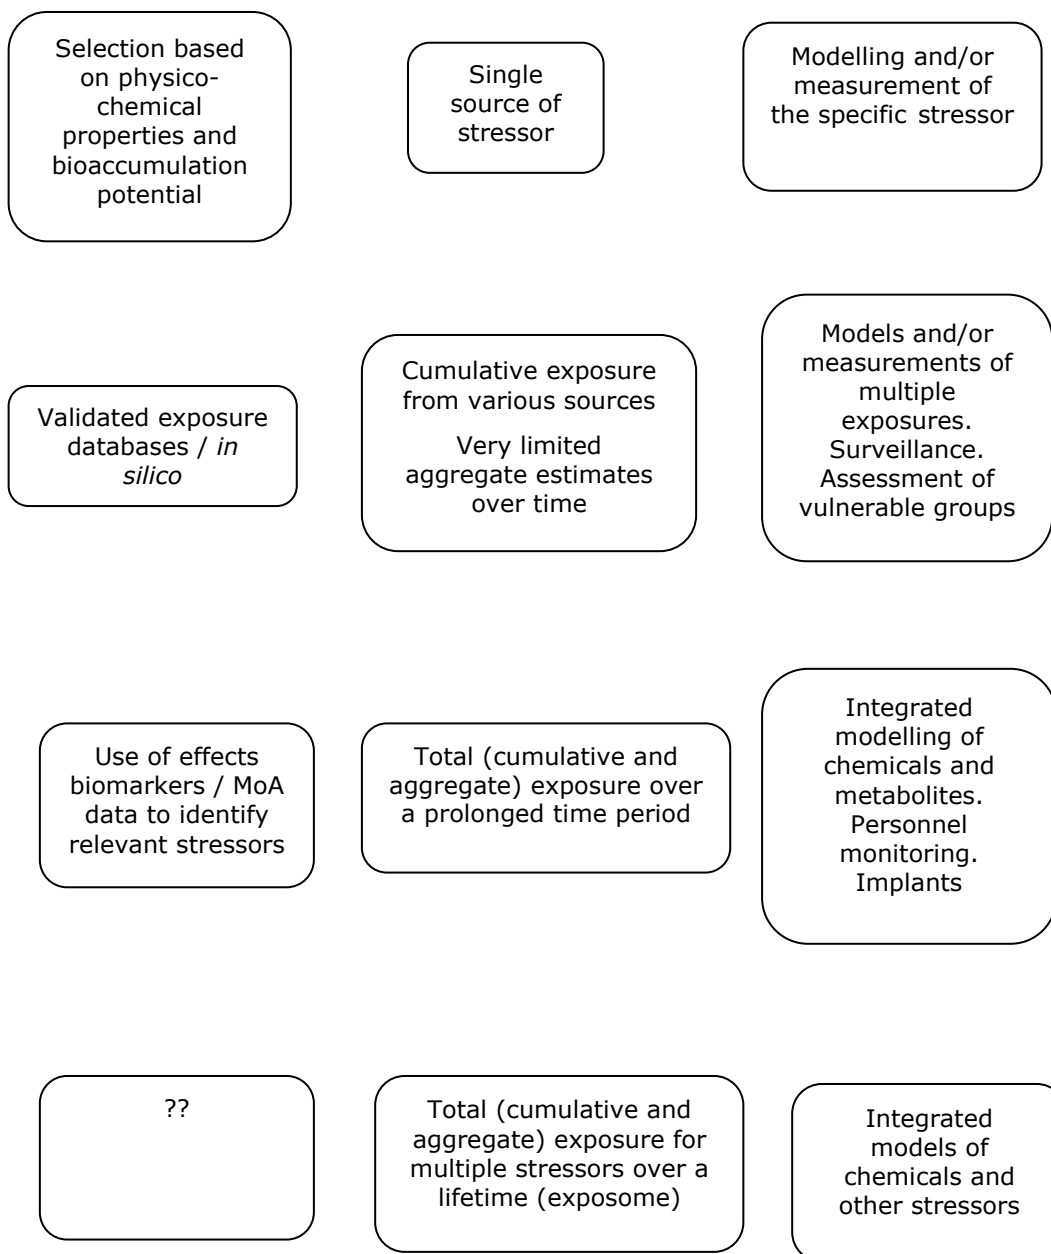 Selection based
on physico-
chemical
properties and
bioaccumulation
potential
Single
source of
stressor
Modelling and/or
measurement of
the specific stressor
Validated exposure
databases / in
silico
Cumulative exposure
from various sources
Very limited
aggregate estimates
over time
Models and/or
measurements of
multiple
exposures.
Surveillance.
Assessment of
vulnerable groups
Use of effects
biomarkers / MoA
data to identify
relevant stressors
Total (cumulative and
aggregate) exposure over
a prolonged time period
Integrated
modelling of
chemicals and
metabolites.
Personnel
monitoring.
Implants
??
Total (cumulative and
aggregate) exposure for
multiple stressors over a
lifetime (exposome)
Integrated
models of
chemicals and
other stressors